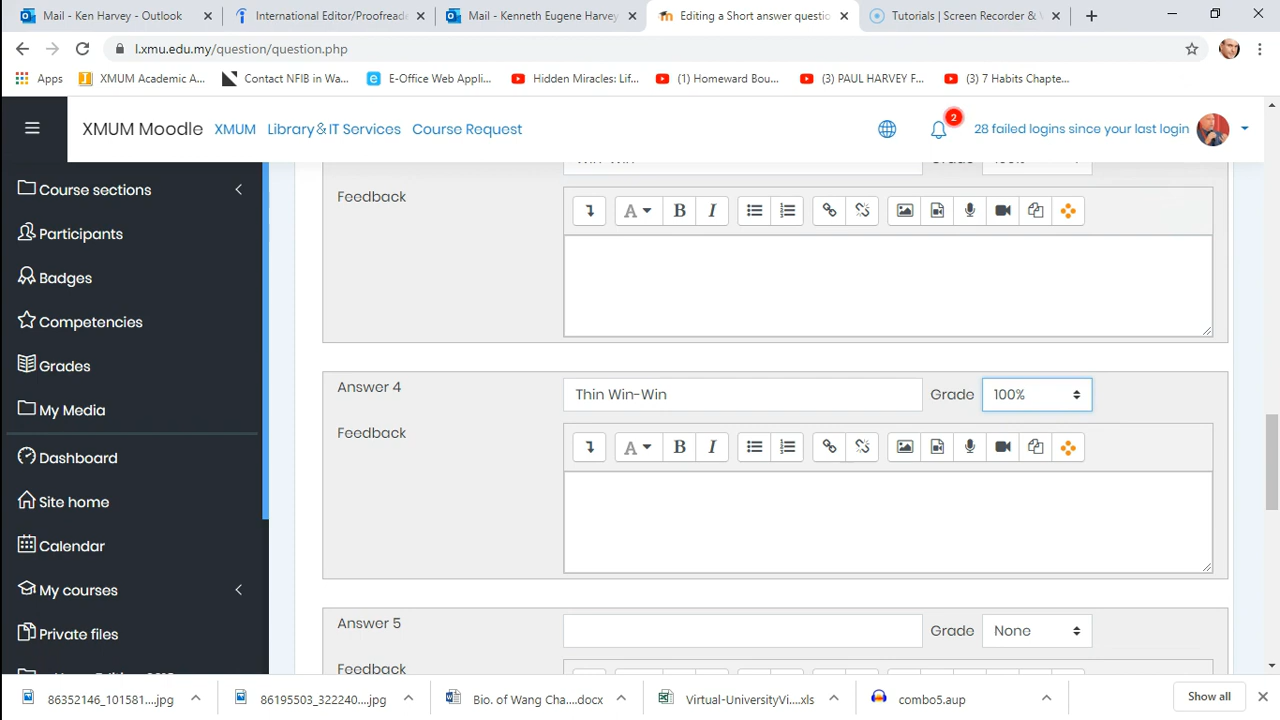 Mail - Ken Harvey - Outlook
International Editor/Proofreade
Mail - Kenneth Eugene Harvey
Editing a Short answer questio
Tutorials | Screen Recorder &
l.xmu.edu.my/question/question.php
Apps
XMUM Academic A...
Contact NFIB in Wa...
E-Office Web Applic...
Hidden Miracles: Lif...
(1) Homeward Bou...
(3) PAUL HARVEY F...
(3) 7 Habits Chapte...
XMUM Moodle
XMUM
Library&IT Services
Course Request
2
28 failed logins since your last login
Course sections
Participants
Badges
Competencies
Grades
My Media
Dashboard
Site home
Calendar
My courses
Private files
Feedback
A B I
Answer 4
Thin Win-Win
Grade
100%
Feedback
A B I
Answer 5
Grade
None
Feedback
86352146_101581....jpg
86195503_322240....jpg
Bio. of Wang Cha....docx
Virtual-UniversityVi....xls
combo5.aup
Show all